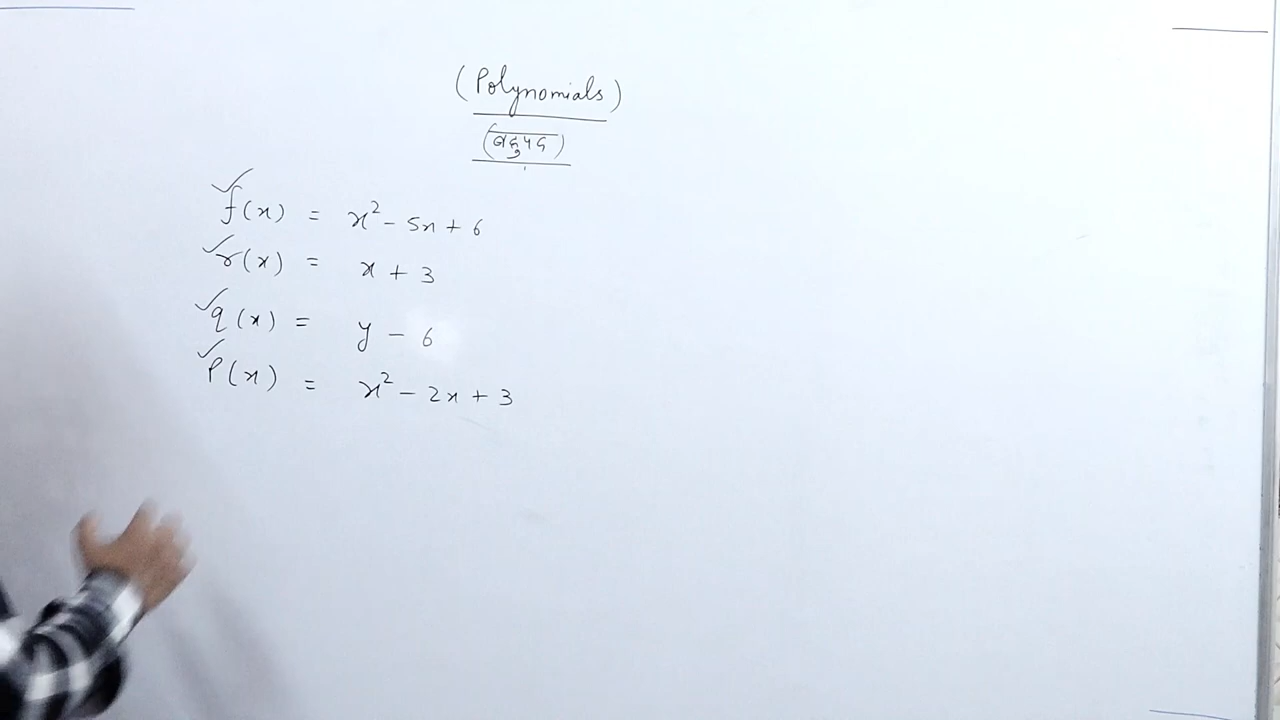 (Polynomials)
(बहुपद)
✓f(x) = x² - 5x + 6
✓r(x) = x + 3
✓q(x) = y - 6
✓P(x) = x² - 2x + 3